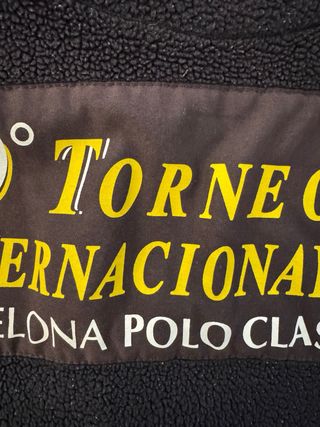 ° TORNEO
ERNACIONAL
ELONA POLO CLAS